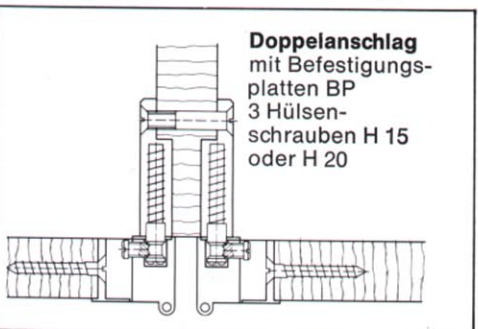 Doppelanschlag
mit Befestigungs-
platten BP
3 Hülsen-
schrauben H 15
oder H 20